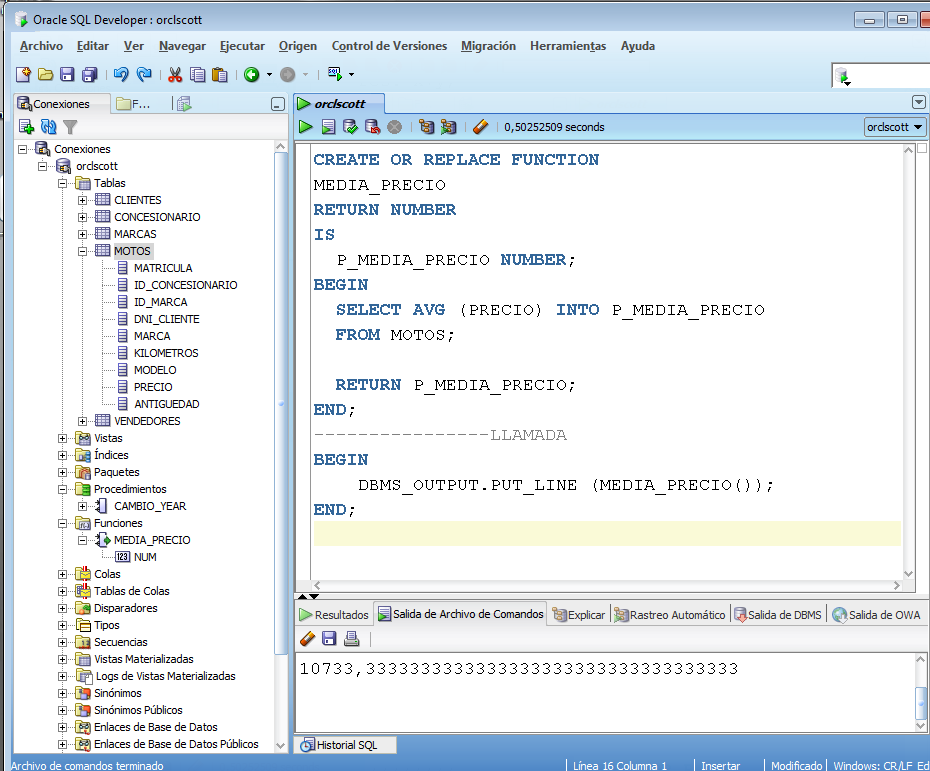 Oracle SQL Developer : orclscott
Archivo Editar Ver Navegar Ejecutar Origen Control de Versiones Migración Herramientas Ayuda
SQL
Conexiones F...
Conexiones
orclscott
Tablas
CLIENTES
CONCESIONARIO
MARCAS
MOTOS
MATRICULA
ID_CONCESIONARIO
ID_MARCA
DNI_CLIENTE
MARCA
KILOMETROS
MODELO
PRECIO
ANTIGUEDAD
VENDEDORES
Vistas
Índices
Paquetes
Procedimientos
CAMBIO_YEAR
Funciones
MEDIA_PRECIO
123 NUM
Colas
Tablas de Colas
Disparadores
Tipos
Secuencias
Vistas Materializadas
Logs de Vistas Materializadas
Sinónimos
Sinónimos Públicos
Enlaces de Base de Datos
Enlaces de Base de Datos Públicos
orclscott
0,50252509 seconds
orclscott
CREATE OR REPLACE FUNCTION
MEDIA_PRECIO
RETURN NUMBER
IS
P_MEDIA_PRECIO NUMBER;
BEGIN
SELECT AVG (PRECIO) INTO P_MEDIA_PRECIO
FROM MOTOS;
RETURN P_MEDIA_PRECIO;
END;
----------------LLAMADA
BEGIN
DBMS_OUTPUT.PUT_LINE (MEDIA_PRECIO());
END;
Resultados Salida de Archivo de Comandos Explicar Rastreo Automático Salida de DBMS Salida de OWA
10733,3333333333333333333333333333333333
Historial SQL
Archivo de comandos terminado
Línea 16 Columna 1 Insertar Modificado Windows: CR/LF Ed